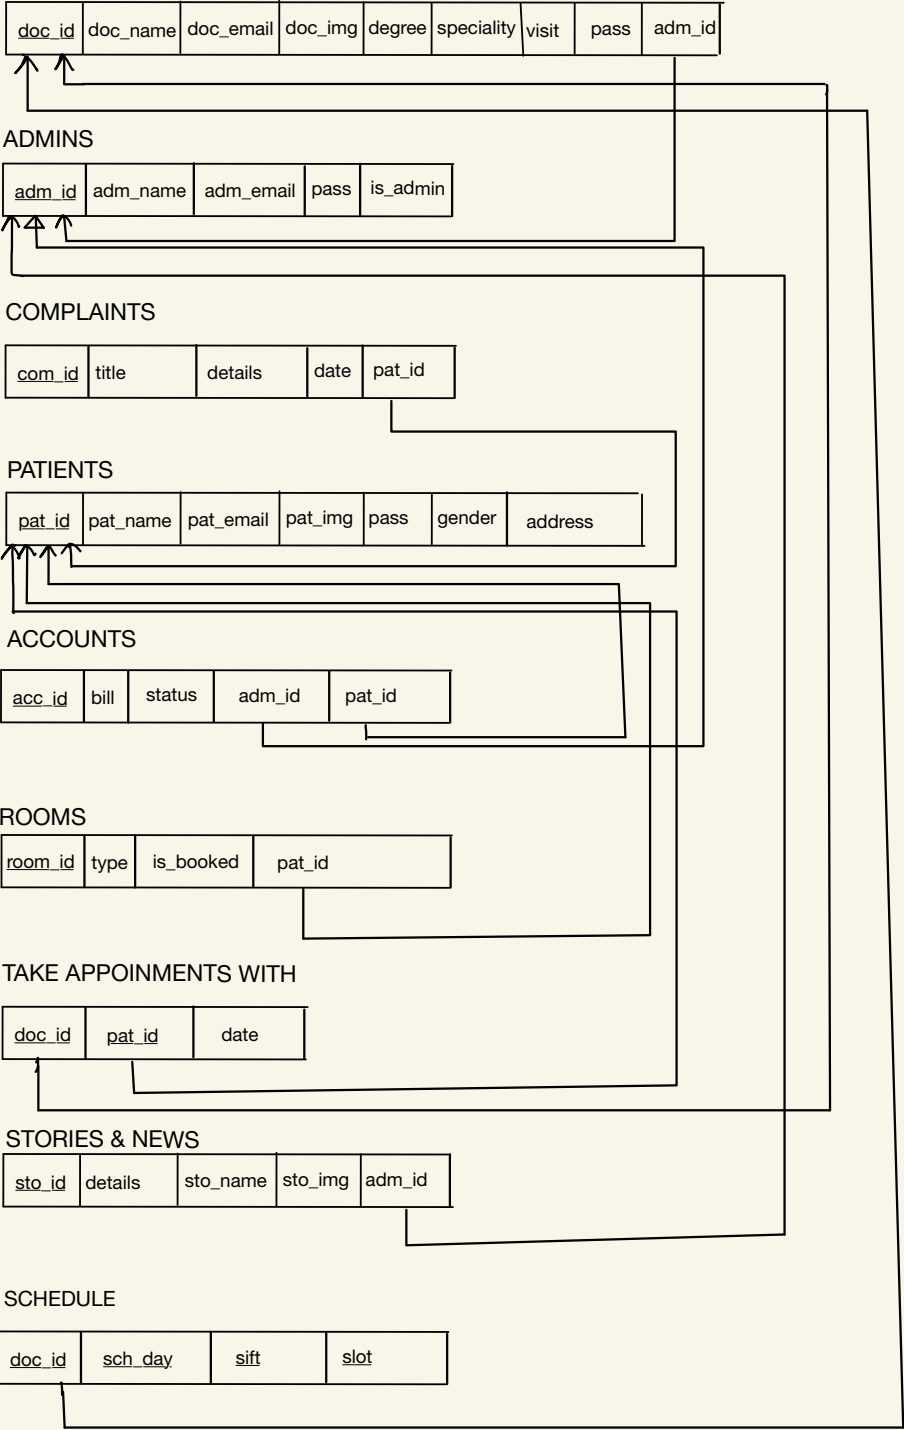 doc_id doc_name doc_email doc_img degree speciality visit pass adm_id
ADMINS
adm_id adm_name adm_email pass is_admin
COMPLAINTS
com_id title details date pat_id
PATIENTS
pat_id pat_name pat_email pat_img pass gender address
ACCOUNTS
acc_id bill status adm_id pat_id
ROOMS
room_id type is_booked pat_id
TAKE APPOINMENTS WITH
doc_id pat_id date
STORIES & NEWS
sto_id details sto_name sto_img adm_id
SCHEDULE
doc_id sch_day sift slot